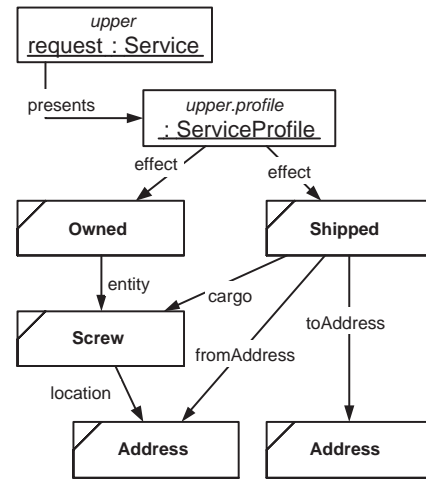 upper
request : Service
presents
upper.profile
: ServiceProfile
effect
effect
Owned
Shipped
entity
cargo
toAddress
Screw
fromAddress
location
Address
Address